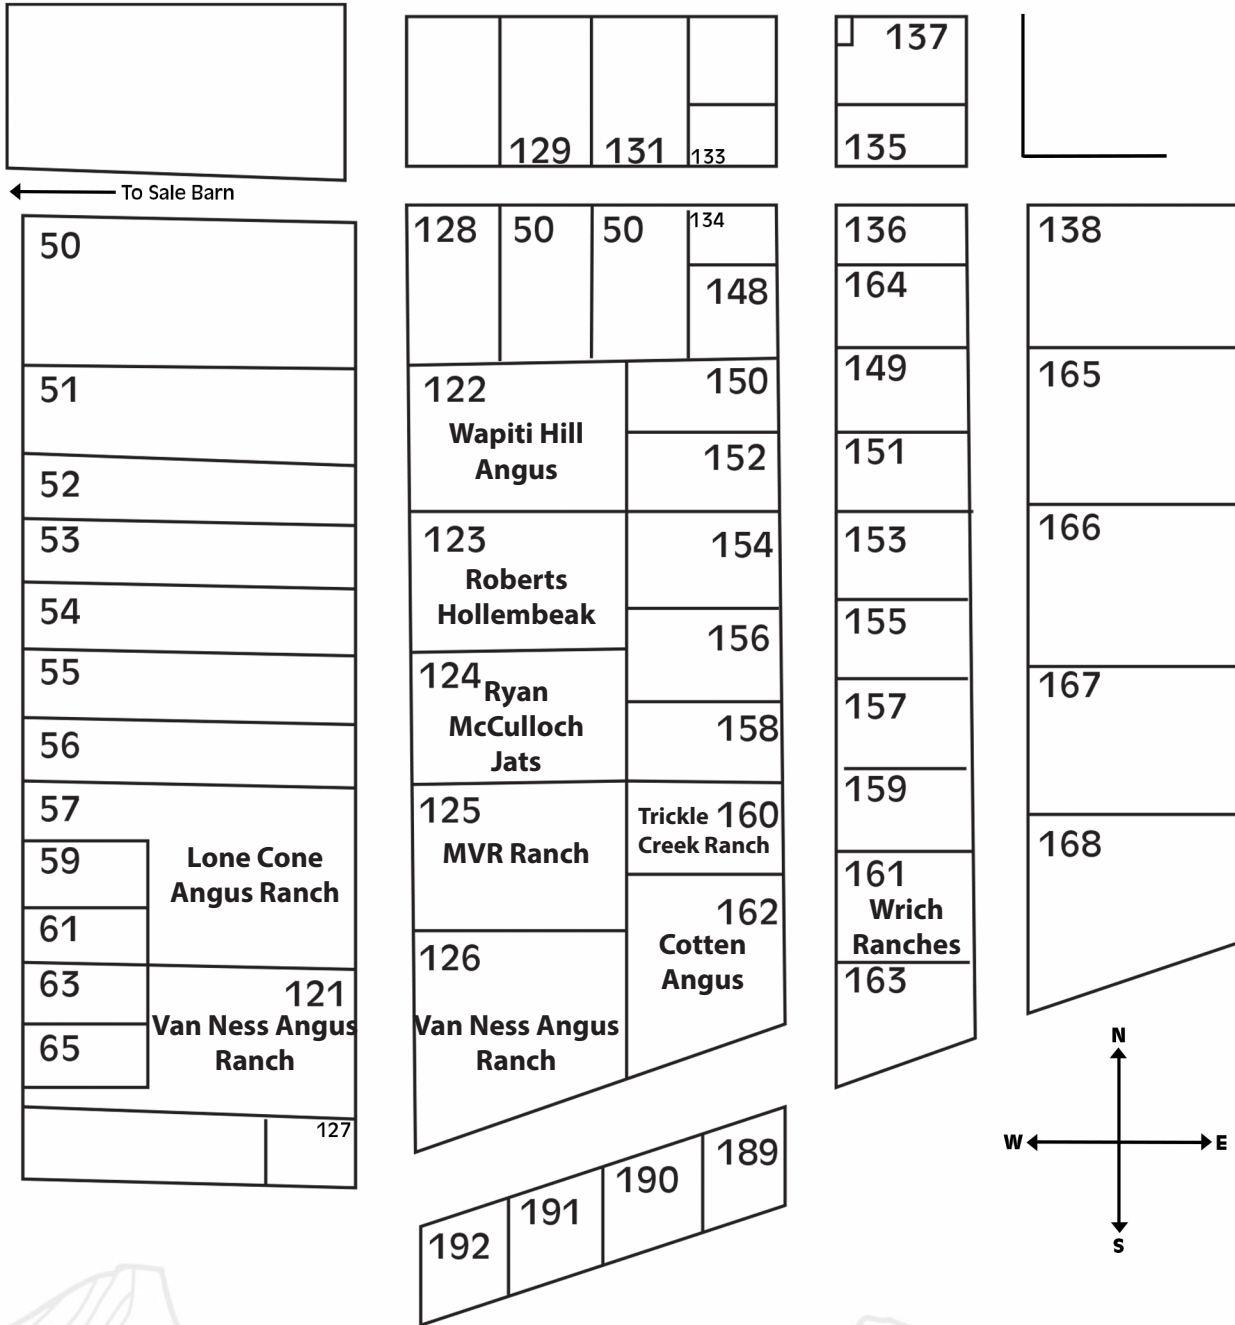 137
129
131
133
135
To Sale Barn
50
51
52
53
54
55
56
57
59
Lone Cone
Angus Ranch
61
63
121
Van Ness Angus
Ranch
65
127
128
50
50
134
148
122
Wapiti Hill
Angus
150
152
123
Roberts
Hollembeak
154
156
124
Ryan
McCulloch
Jats
158
125
MVR Ranch
Trickle 160
Creek Ranch
126
Van Ness Angus
Ranch
162
Cotten
Angus
136
164
149
151
153
155
157
159
161
Wrich
Ranches
163
138
165
166
167
168
189
190
191
192
N
W
E
S